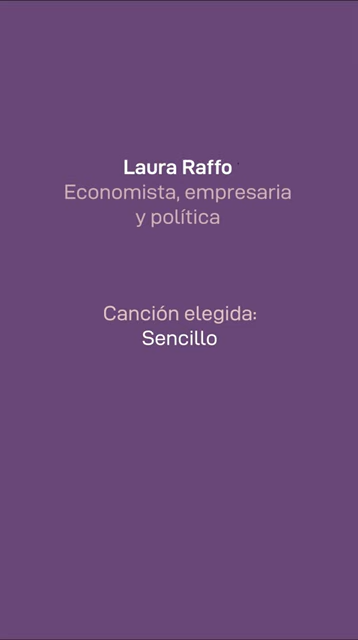 Laura Raffo
Economista, empresaria
y política
Canción elegida:
Sencillo